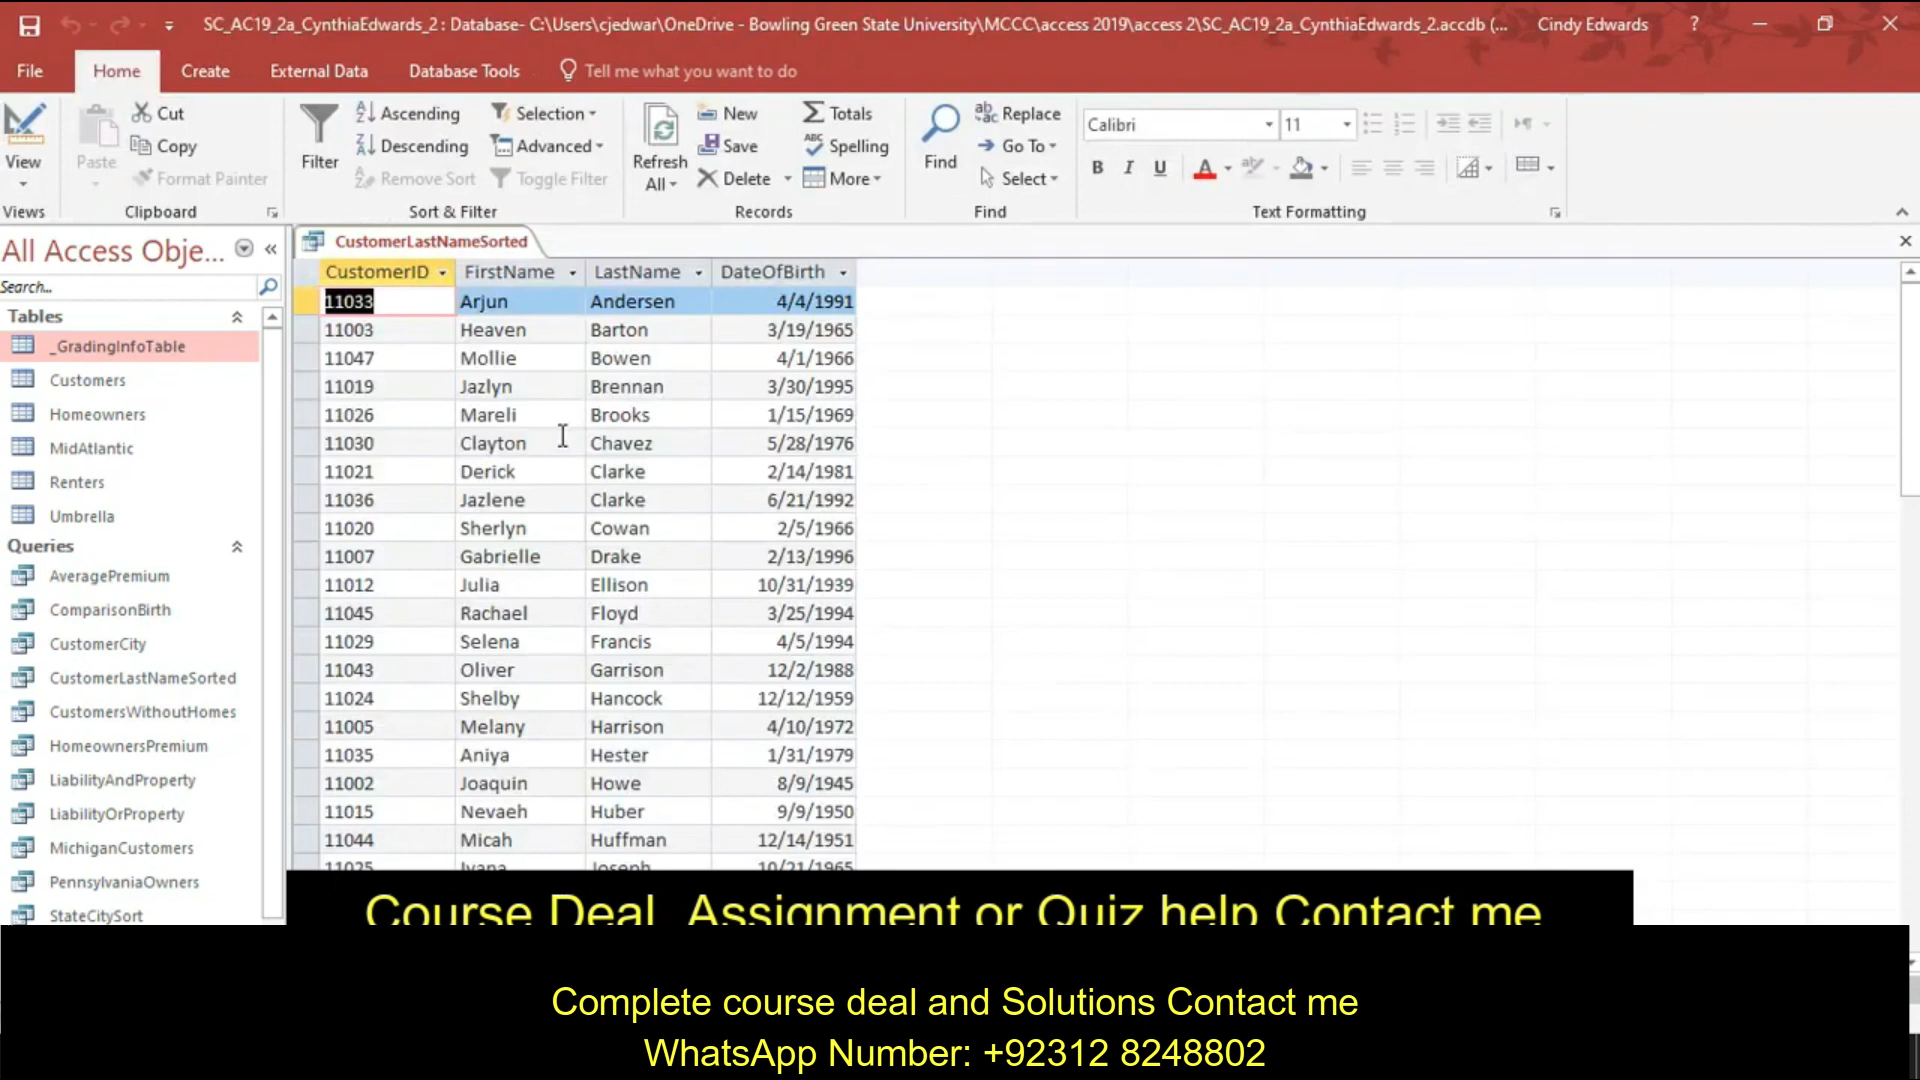 SC_AC19_2a_CynthiaEdwards_2 : Database- C:\Users\cjedwar\OneDrive - Bowling Green State University\MCCC\access 2019\access 2\SC_AC19_2a_CynthiaEdwards_2.accdb (... Cindy Edwards ?
File Home Create External Data Database Tools Tell me what you want to do
View
Views
Paste
Cut
Copy
Format Painter
Clipboard
Filter
Ascending
Descending
Remove Sort
Selection
Advanced
Toggle Filter
Sort & Filter
Refresh All
New
Save
Delete
Totals
Spelling
More
Records
Find
Replace
Go To
Select
Find
Calibri 11
B I U A
Text Formatting
All Access Obje...
Search...
Tables
_GradingInfoTable
Customers
Homeowners
MidAtlantic
Renters
Umbrella
Queries
AveragePremium
ComparisonBirth
CustomerCity
CustomerLastNameSorted
CustomersWithoutHomes
HomeownersPremium
LiabilityAndProperty
LiabilityOrProperty
MichiganCustomers
PennsylvaniaOwners
StateCitySort
CustomerLastNameSorted
CustomerID FirstName LastName DateOfBirth
11033 Arjun Andersen 4/4/1991
11003 Heaven Barton 3/19/1965
11047 Mollie Bowen 4/1/1966
11019 Jazlyn Brennan 3/30/1995
11026 Mareli Brooks 1/15/1969
11030 Clayton Chavez 5/28/1976
11021 Derick Clarke 2/14/1981
11036 Jazlene Clarke 6/21/1992
11020 Sherlyn Cowan 2/5/1966
11007 Gabrielle Drake 2/13/1996
11012 Julia Ellison 10/31/1939
11045 Rachael Floyd 3/25/1994
11029 Selena Francis 4/5/1994
11043 Oliver Garrison 12/2/1988
11024 Shelby Hancock 12/12/1959
11005 Melany Harrison 4/10/1972
11035 Aniya Hester 1/31/1979
11002 Joaquin Howe 8/9/1945
11015 Nevaeh Huber 9/9/1950
11044 Micah Huffman 12/14/1951
11025 Ivana Joseph 10/21/1965
Course Deal Assignment or Quiz help Contact me
Complete course deal and Solutions Contact me
WhatsApp Number: +92312 8248802